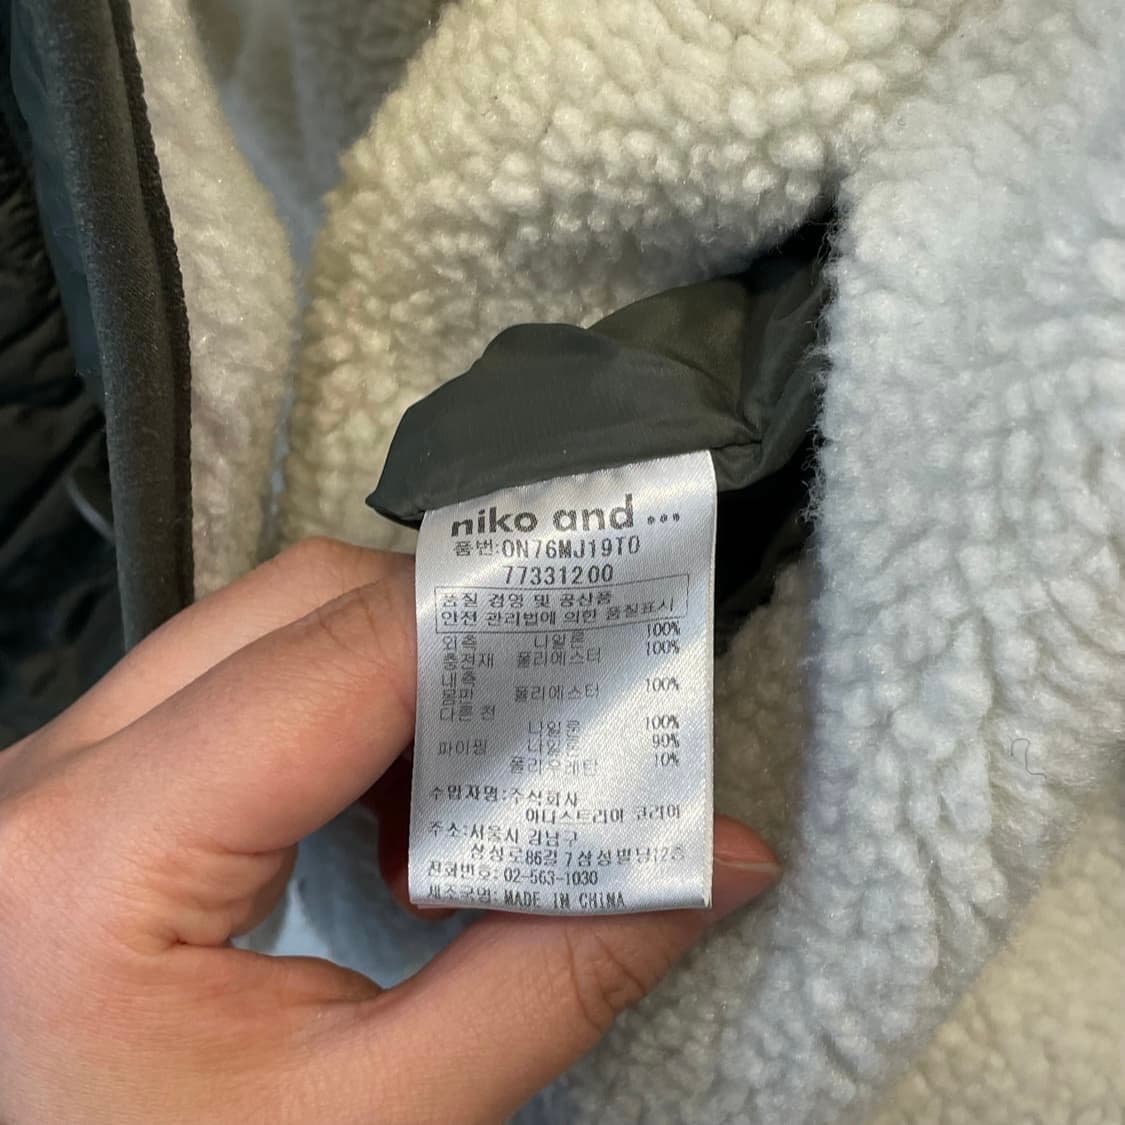 niko and ...
품번:0N76MJ19T0
77331200
품질 경영 및 공산품
안전 관리법에 의한 품질표시
외측 나일론 100%
충전재 폴리에스터 100%
내측
몸판 폴리에스터 100%
다른 천
나일론 100%
파이핑 나일론 90%
폴리우레탄 10%
수입자명:주식회사
아다스트리아 코리아
주소:서울시 강남구
삼성로86길 7 삼성빌딩12층
전화번호:02-563-1030
제조국명:MADE IN CHINA